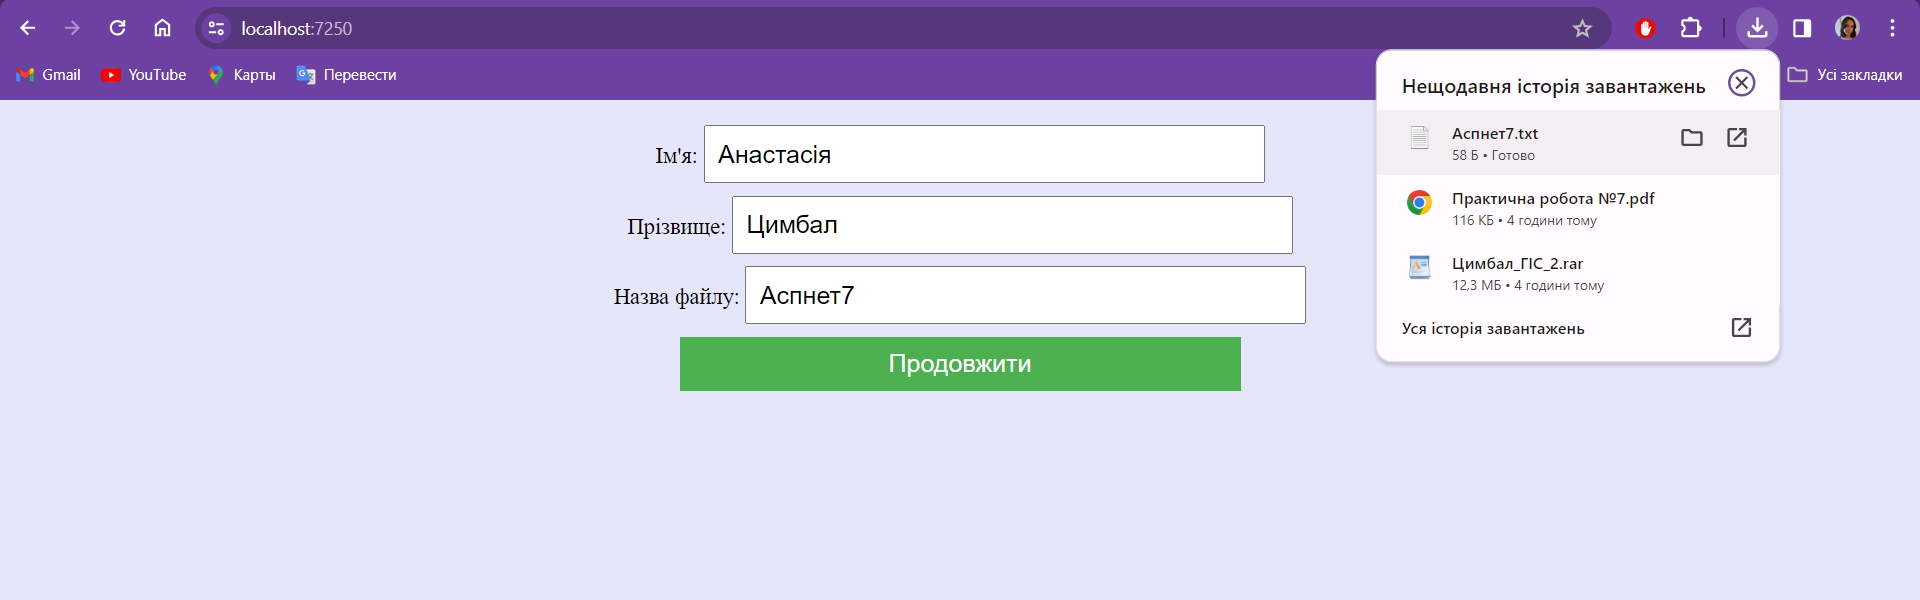 localhost:7250
Gmail YouTube Карты Перевести Усі закладки
Нещодавня історія завантажень
Аспнет7.txt
58 Б • Готово
Практична робота №7.pdf
116 КБ • 4 години тому
Цимбал_ГІС_2.rar
12,3 МБ • 4 години тому
Уся історія завантажень
Ім'я: Анастасія
Прізвище: Цимбал
Назва файлу: Аспнет7
Продовжити